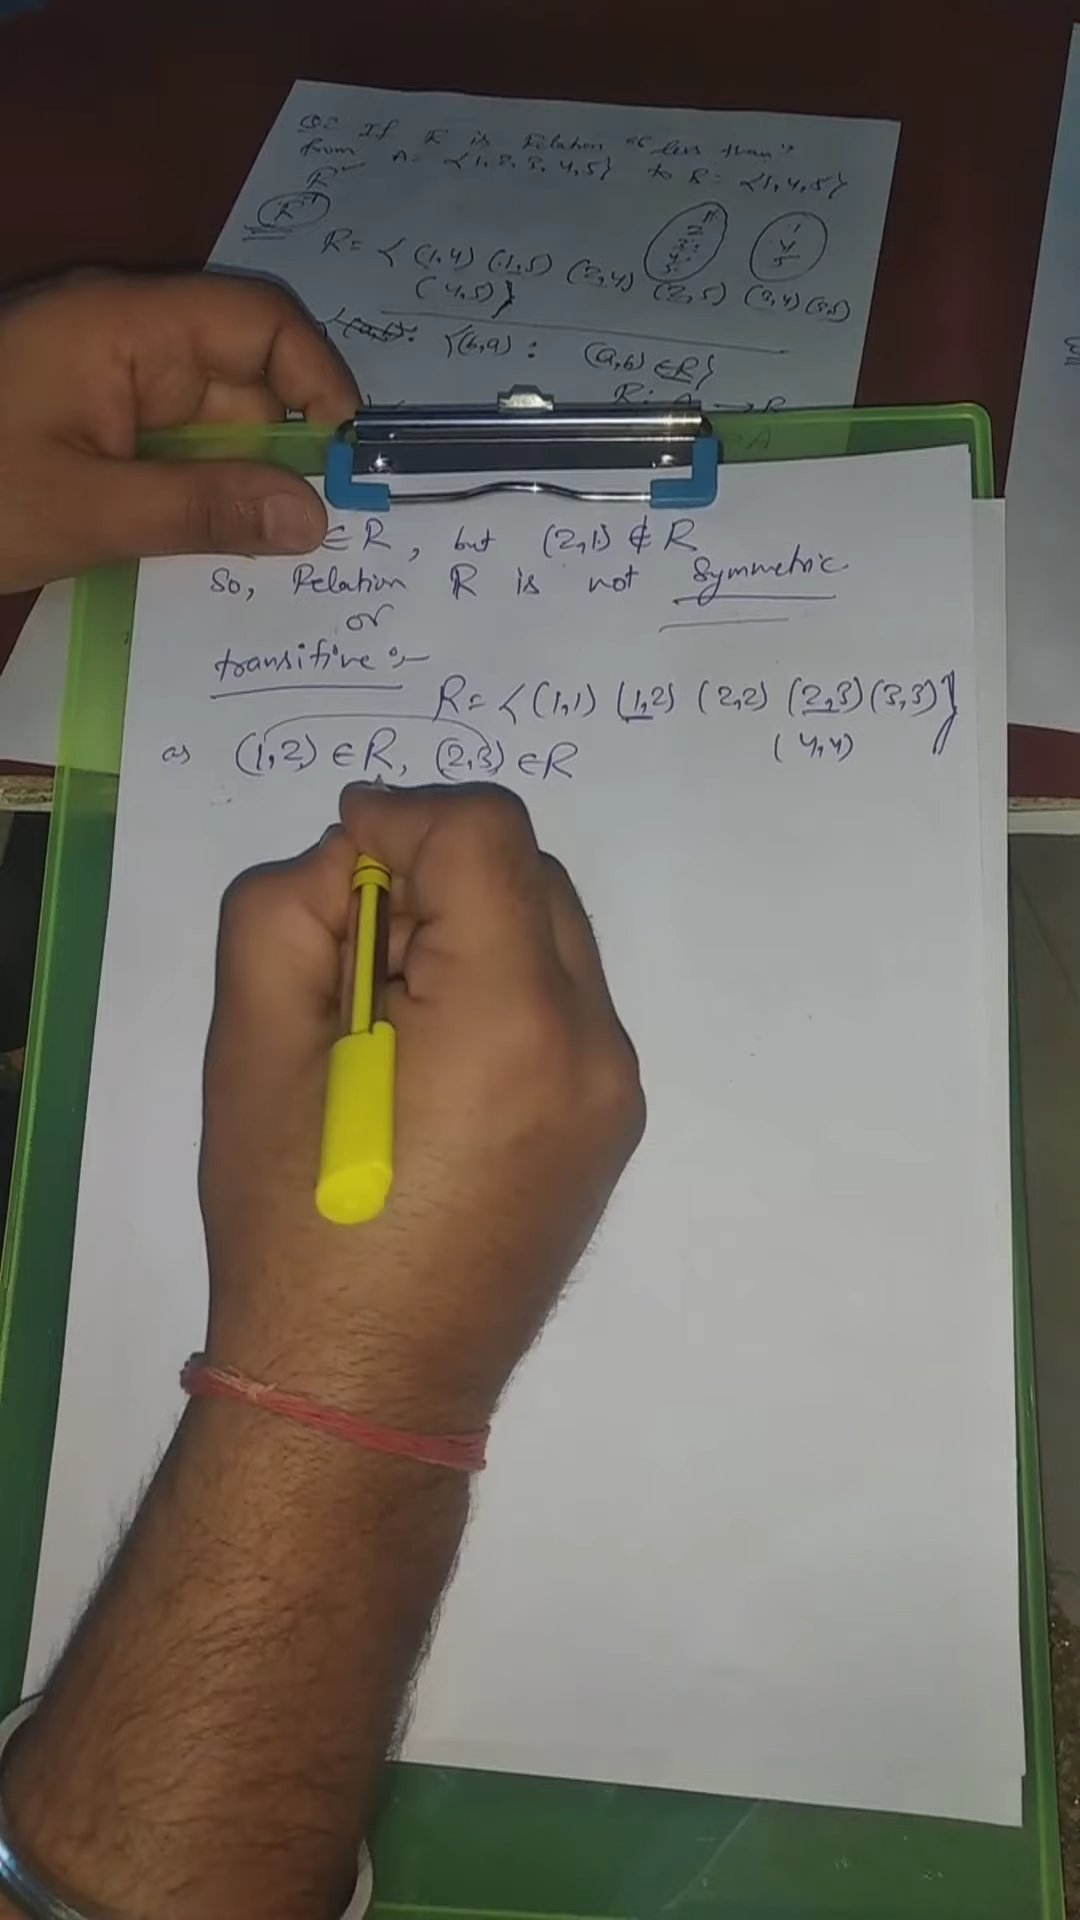 Q2 If R is Relation "less than"
from A = {1, 2, 3, 4, 5} to B = {1, 4, 5}
R = { (1,4) (1,5) (2,4) (2,5) (3,4) (3,5)
(4,5) }
{(b,a) : (a,b) ∈ R}
R: A → B
A
∈ R, but (2,1) ∉ R
So, Relation R is not Symmetric
or
transitive :-
R = { (1,1) (1,2) (2,2) (2,3) (3,3) }
(4,4)
as (1,2) ∈ R, (2,3) ∈ R